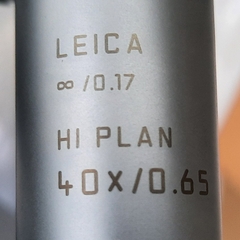 LEICA
∞/0.17
HI PLAN
40X/0.65